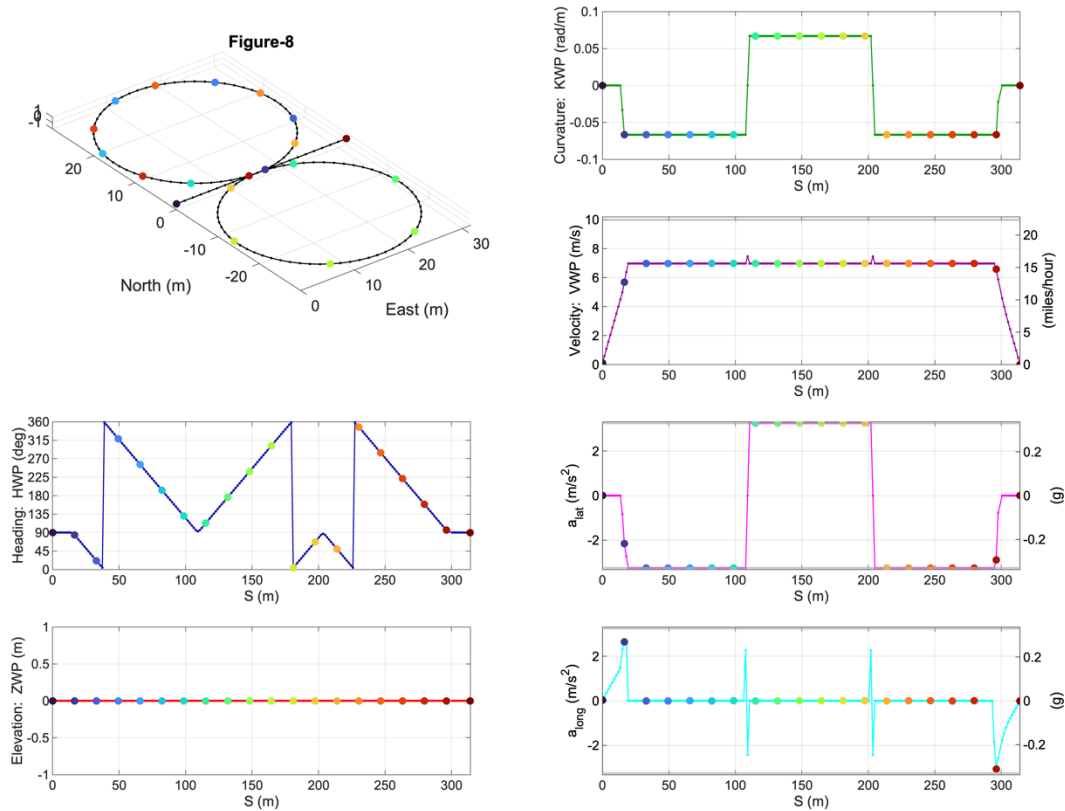 Figure-8
1
0
-1
20
10
0
-10
-20
North (m)
0
10
20
30
East (m)
0.1
0.05
0
-0.05
-0.1
Curvature: KWP (rad/m)
0 50 100 150 200 250 300
S (m)
10
8
6
4
2
0
Velocity: VWP (m/s)
20
15
10
5
0
(miles/hour)
0 50 100 150 200 250 300
S (m)
360
315
270
225
180
135
90
45
0
Heading: HWP (deg)
0 50 100 150 200 250 300
S (m)
2
0
-2
a_lat (m/s2)
0.2
0
0.2
(g)
0 50 100 150 200 250 300
S (m)
1
0.5
0
-0.5
-1
Elevation: ZWP (m)
0 50 100 150 200 250 300
S (m)
2
0
-2
a_long (m/s2)
0.2
0
0.2
(g)
0 50 100 150 200 250 300
S (m)